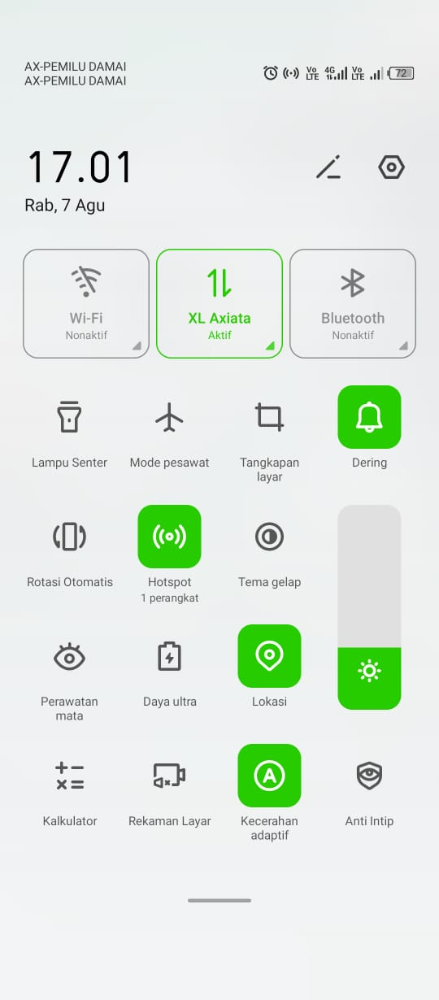 AX-PEMILU DAMAI
AX-PEMILU DAMAI
Vo LTE 4G Vo LTE 72
17.01
Rab, 7 Agu
Wi-Fi
Nonaktif
XL Axiata
Aktif
Bluetooth
Nonaktif
Lampu Senter
Mode pesawat
Tangkapan
layar
Dering
Rotasi Otomatis
Hotspot
1 perangkat
Tema gelap
Perawatan
mata
Daya ultra
Lokasi
Kalkulator
Rekaman Layar
A
Kecerahan
adaptif
Anti Intip